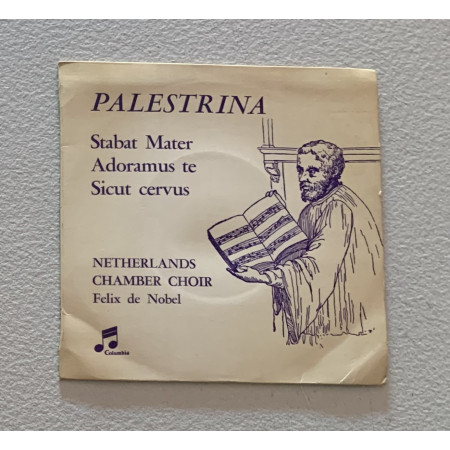 PALESTRINA
Stabat Mater
Adoramus te
Sicut cervus
NETHERLANDS
CHAMBER CHOIR
Felix de Nobel
Columbia